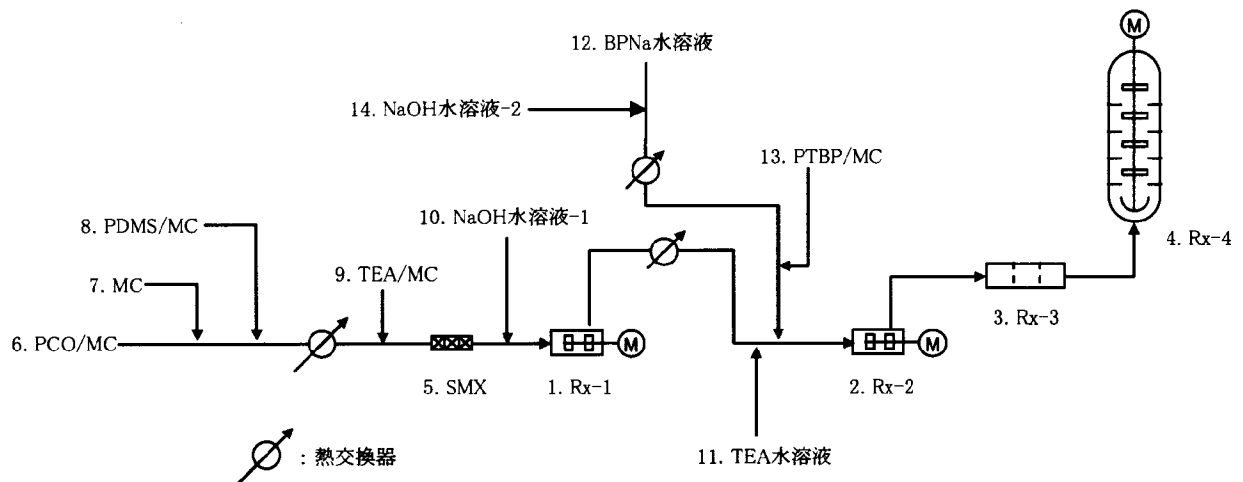 M
12. BPNa水溶液
14. NaOH水溶液-2
13. PTBP/MC
10. NaOH水溶液-1
8. PDMS/MC
4. Rx-4
9. TEA/MC
7. MC
3. Rx-3
6. PCO/MC
M
M
5. SMX
1. Rx-1
2. Rx-2
: 熱交換器
11. TEA水溶液